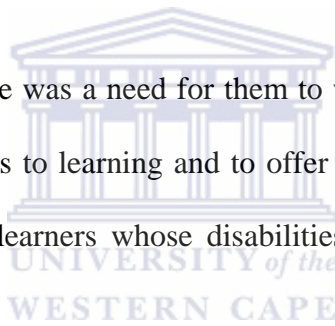 e was a need for them to
s to learning and to offer
learners whose disabilities
UNIVERSITY of the
WESTERN CAPE